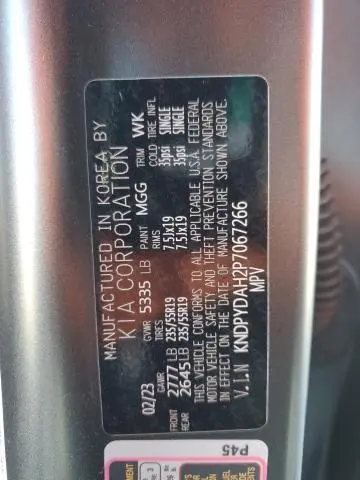 MANUFACTURED IN KOREA BY
KIA CORPORATION
02/23 GVWR 5335 LB PAINT MGG TRIM WK
GAWR TIRES RIMS COLD TIRE INFL
FRONT 2777 LB 235/55R19 7.5Jx19 35psi SINGLE
REAR 2645 LB 235/55R19 7.5Jx19 35psi SINGLE
THIS VEHICLE CONFORMS TO ALL APPLICABLE U.S.A. FEDERAL
MOTOR VEHICLE SAFETY AND THEFT PREVENTION STANDARDS
IN EFFECT ON THE DATE OF MANUFACTURE SHOWN ABOVE.
V.I.N KNDPYDAH2P7067266
MPV
P45